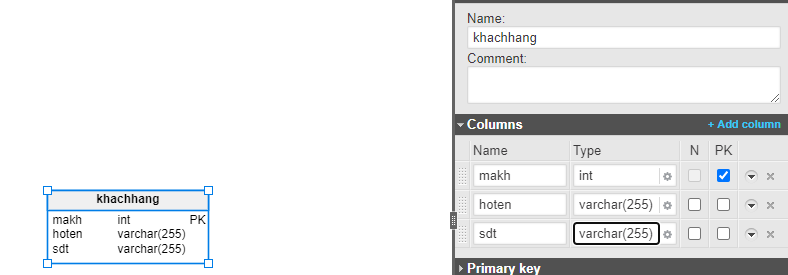 khachhang
makh int PK
hoten varchar(255)
sdt varchar(255)
Name:
khachhang
Comment:
Columns + Add column
Name Type N PK
makh int
hoten varchar(255)
sdt varchar(255)
Primary key